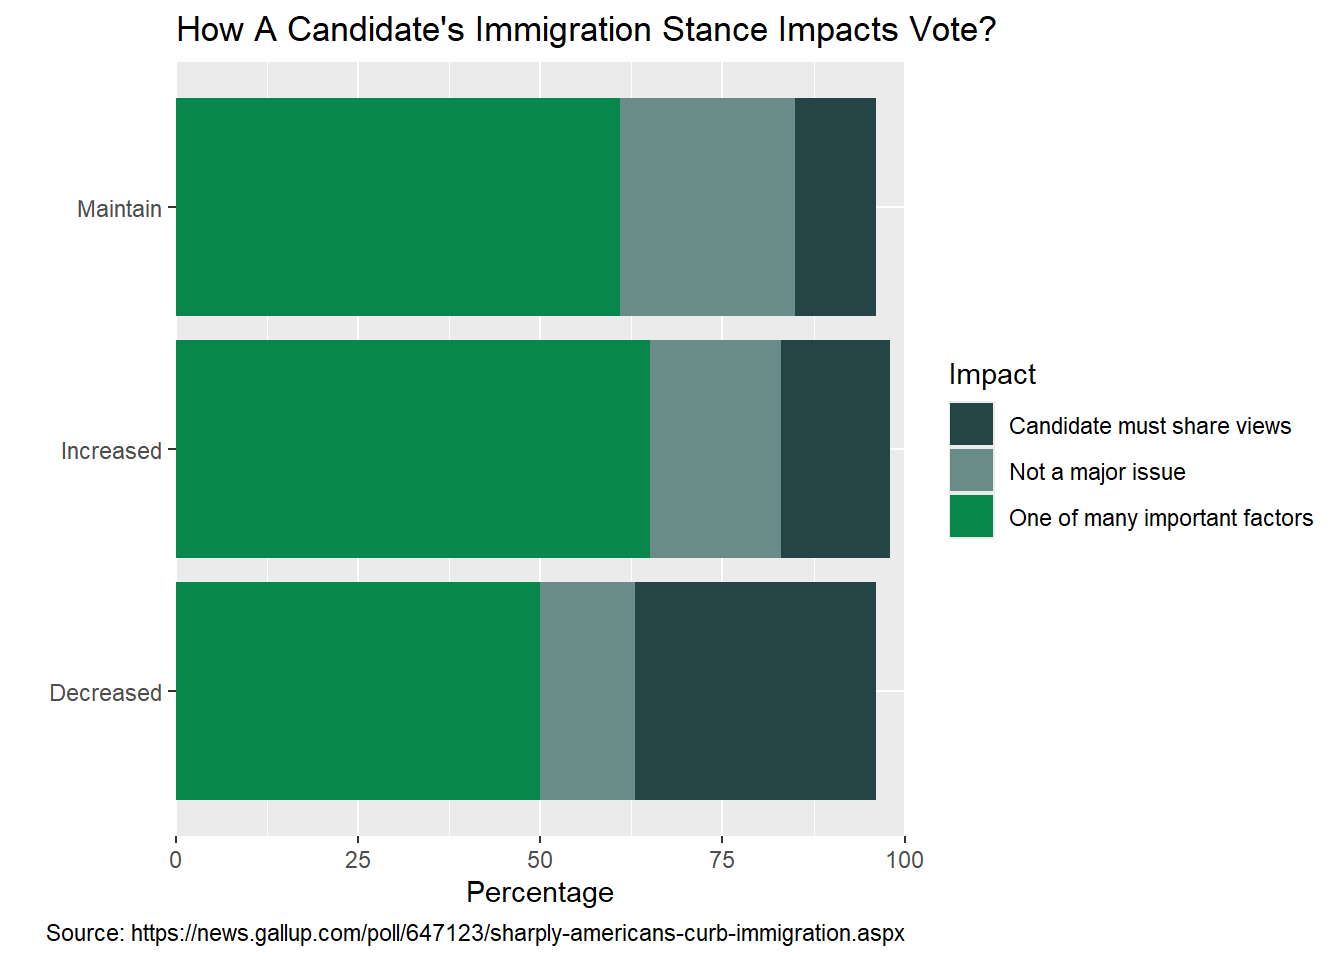 How A Candidate's Immigration Stance Impacts Vote?
Maintain
Increased
Decreased
0 25 50 75 100
Percentage
Impact
Candidate must share views
Not a major issue
One of many important factors
Source: https://news.gallup.com/poll/647123/sharply-americans-curb-immigration.aspx